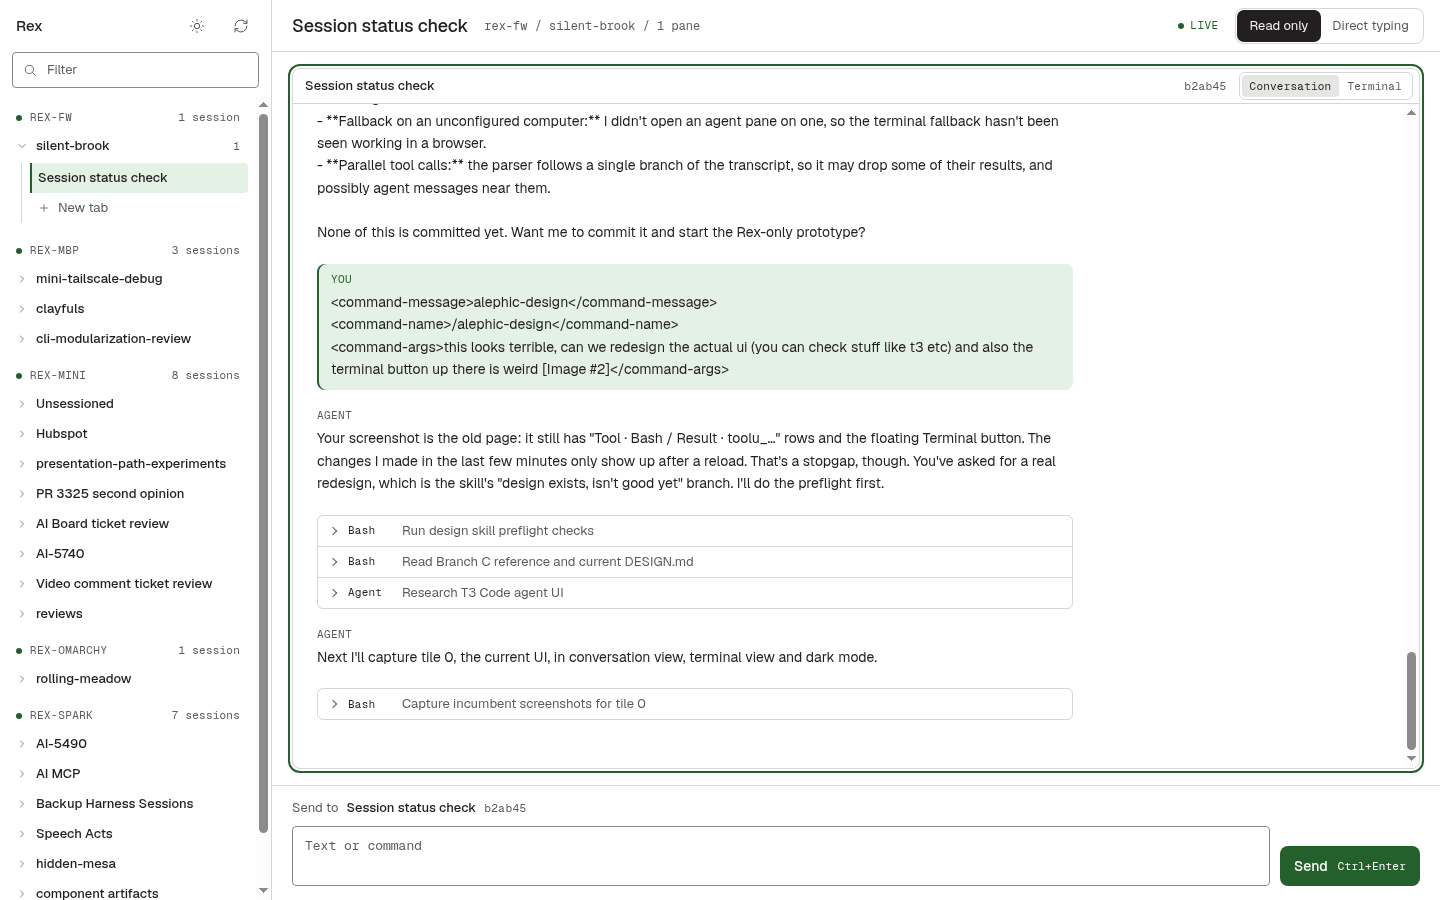 Rex
Filter
REX-FW 1 session
silent-brook 1
Session status check
+ New tab
REX-MBP 3 sessions
mini-tailscale-debug
clayfuls
cli-modularization-review
REX-MINI 8 sessions
Unsessioned
Hubspot
presentation-path-experiments
PR 3325 second opinion
AI Board ticket review
AI-5740
Video comment ticket review
reviews
REX-OMARCHY 1 session
rolling-meadow
REX-SPARK 7 sessions
AI-5490
AI MCP
Backup Harness Sessions
Speech Acts
hidden-mesa
component artifacts
Session status check rex-fw / silent-brook / 1 pane
LIVE Read only Direct typing
Session status check b2ab45 Conversation Terminal
- **Fallback on an unconfigured computer:** I didn't open an agent pane on one, so the terminal fallback hasn't been
seen working in a browser.
- **Parallel tool calls:** the parser follows a single branch of the transcript, so it may drop some of their results, and
possibly agent messages near them.
None of this is committed yet. Want me to commit it and start the Rex-only prototype?
YOU
<command-message>alephic-design</command-message>
<command-name>/alephic-design</command-name>
<command-args>this looks terrible, can we redesign the actual ui (you can check stuff like t3 etc) and also the
terminal button up there is weird [Image #2]</command-args>
AGENT
Your screenshot is the old page: it still has "Tool · Bash / Result · toolu_…" rows and the floating Terminal button. The
changes I made in the last few minutes only show up after a reload. That's a stopgap, though. You've asked for a real
redesign, which is the skill's "design exists, isn't good yet" branch. I'll do the preflight first.
Bash Run design skill preflight checks
Bash Read Branch C reference and current DESIGN.md
Agent Research T3 Code agent UI
AGENT
Next I'll capture tile 0, the current UI, in conversation view, terminal view and dark mode.
Bash Capture incumbent screenshots for tile 0
Send to Session status check b2ab45
Text or command
Send Ctrl+Enter